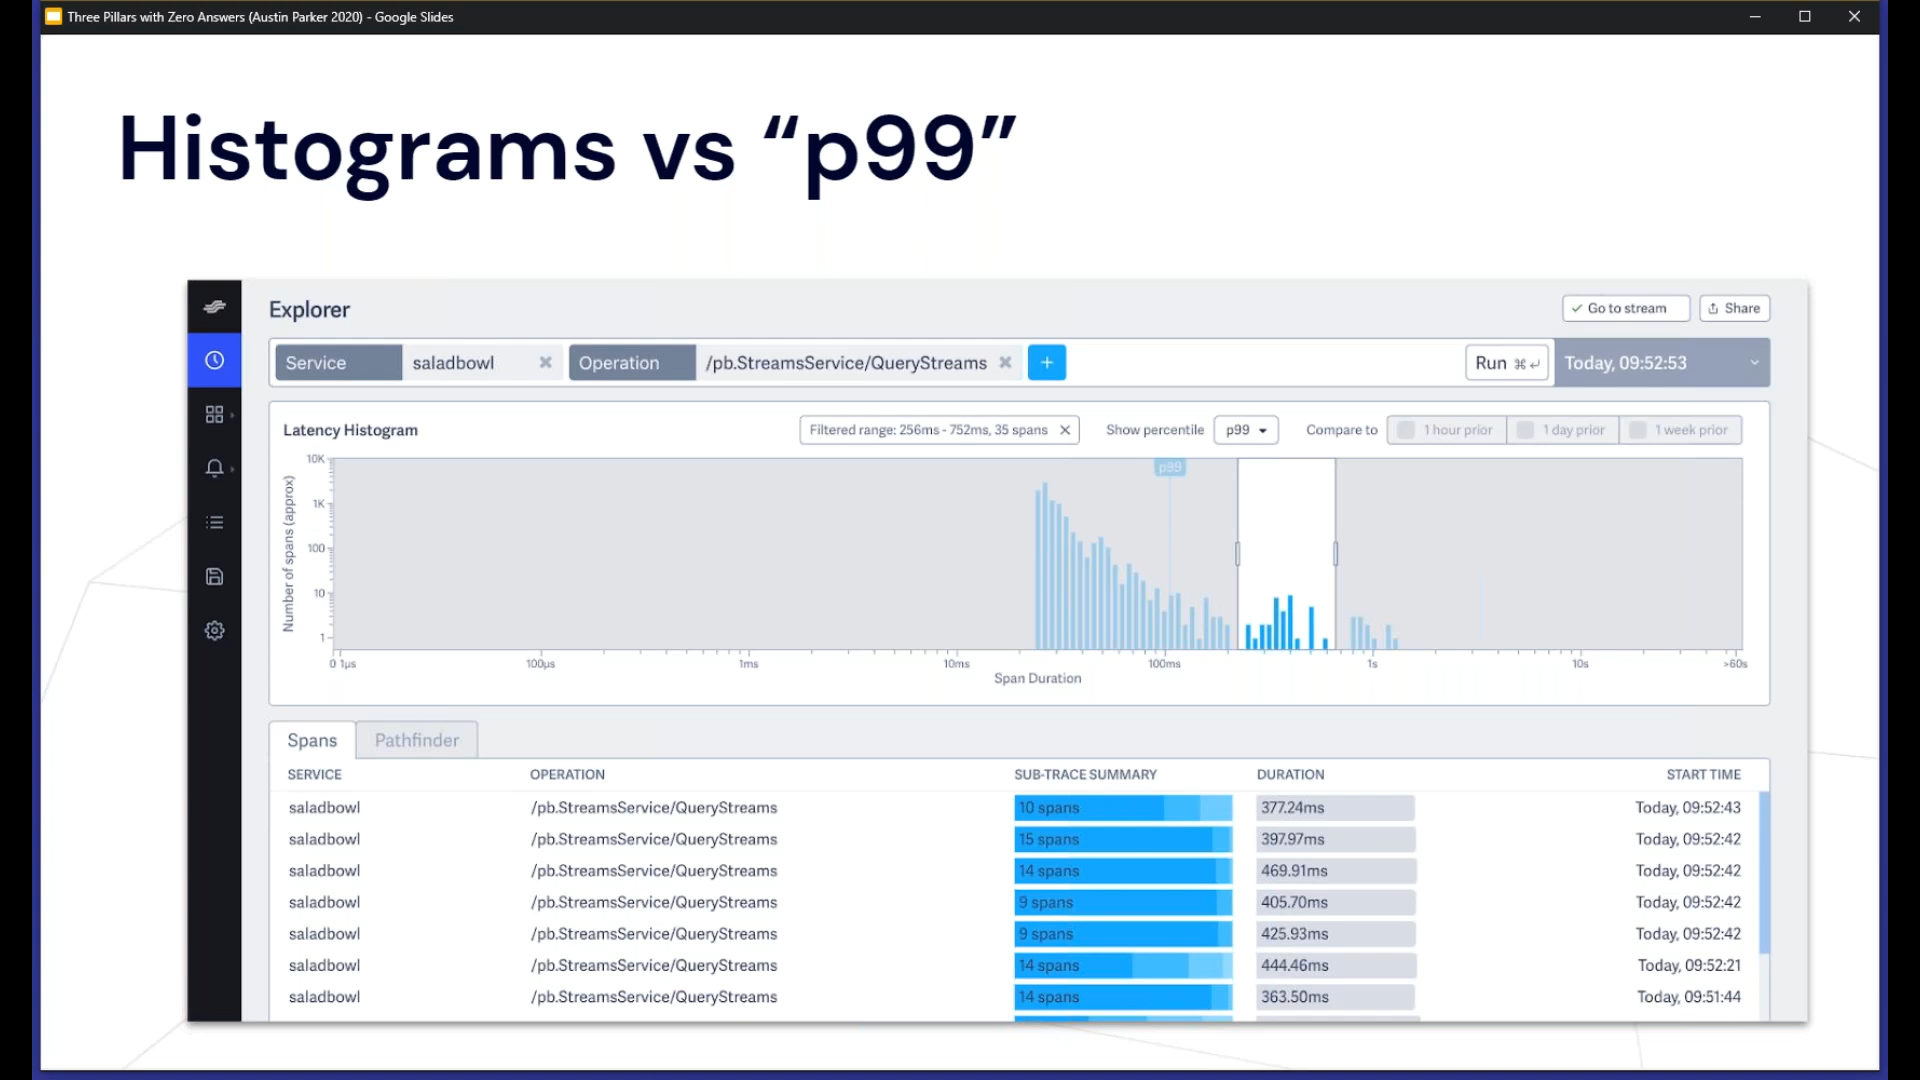 Three Pillars with Zero Answers (Austin Parker 2020) - Google Slides
Histograms vs “p99”
Explorer
Go to stream
Share
Service saladbowl Operation /pb.StreamsService/QueryStreams + Run ⌘↵ Today, 09:52:53
Latency Histogram Filtered range: 256ms - 752ms, 35 spans Show percentile p99 Compare to 1 hour prior 1 day prior 1 week prior
Number of spans (approx)
10K
1K
100
10
1
p99
0 1µs 100µs 1ms 10ms 100ms 1s 10s >60s
Span Duration
Spans Pathfinder
SERVICE OPERATION SUB-TRACE SUMMARY DURATION START TIME
saladbowl /pb.StreamsService/QueryStreams 10 spans 377.24ms Today, 09:52:43
saladbowl /pb.StreamsService/QueryStreams 15 spans 397.97ms Today, 09:52:42
saladbowl /pb.StreamsService/QueryStreams 14 spans 469.91ms Today, 09:52:42
saladbowl /pb.StreamsService/QueryStreams 9 spans 405.70ms Today, 09:52:42
saladbowl /pb.StreamsService/QueryStreams 9 spans 425.93ms Today, 09:52:42
saladbowl /pb.StreamsService/QueryStreams 14 spans 444.46ms Today, 09:52:21
saladbowl /pb.StreamsService/QueryStreams 14 spans 363.50ms Today, 09:51:44